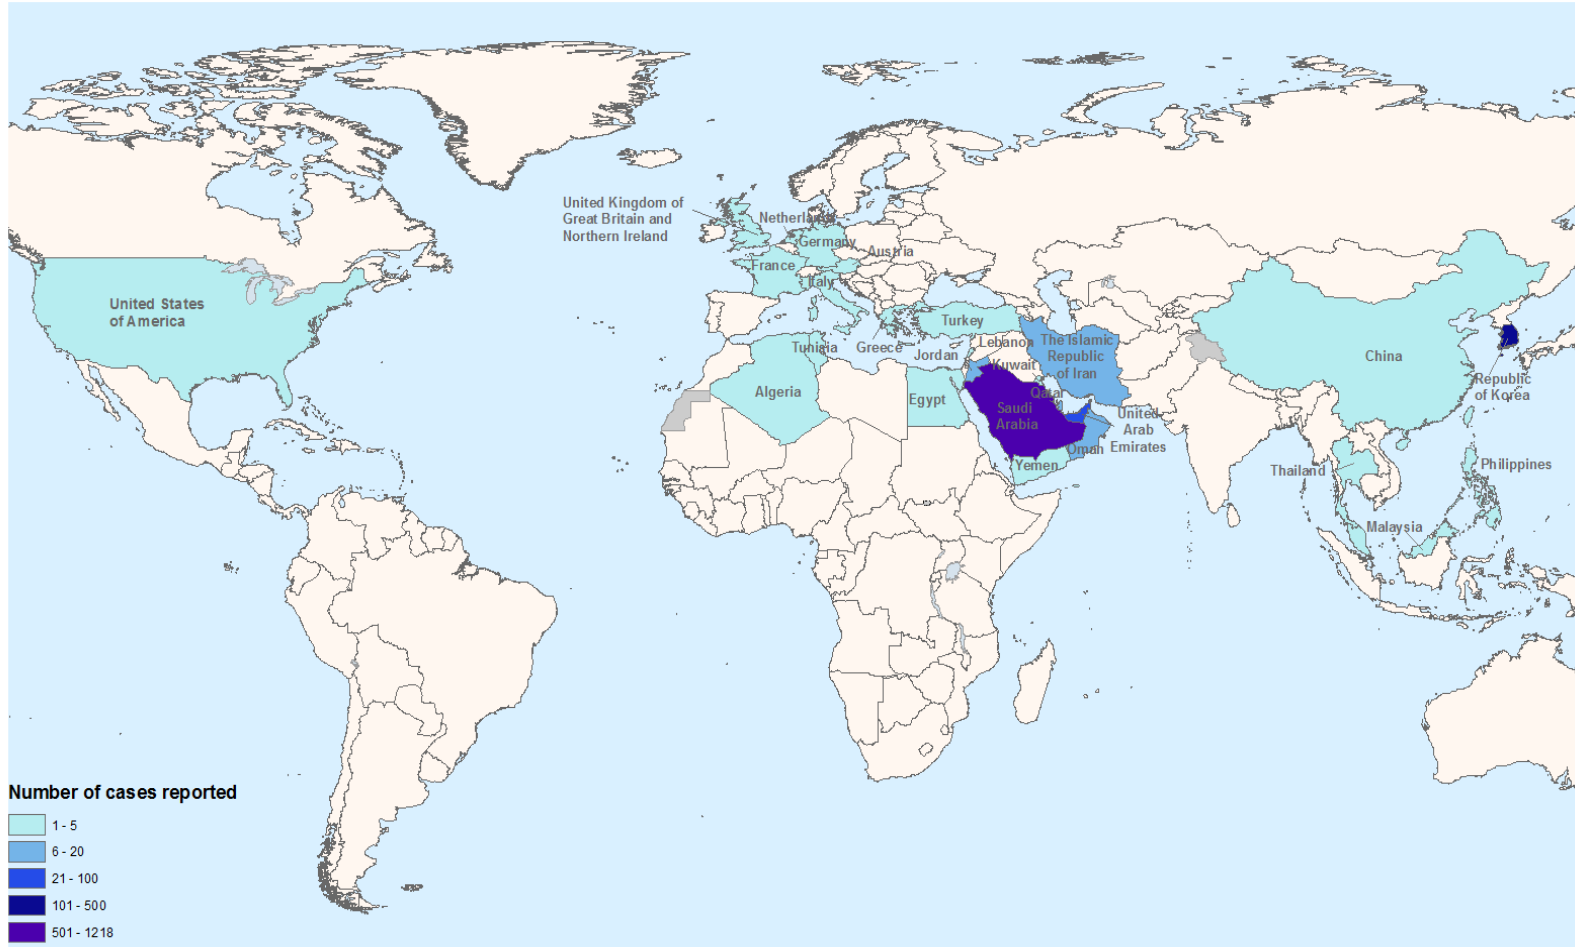 United Kingdom of
Great Britain and
Northern Ireland
Netherlands
Germany
Austria
France
Italy
United States
of America
Turkey
Tunisia
Greece
Jordan
Lebanon
The Islamic
Republic
of Iran
Kuwait
China
Algeria
Egypt
Qatar
Saudi
Arabia
United
Arab
Emirates
Oman
Yemen
Republic
of Korea
Thailand
Philippines
Malaysia
Number of cases reported
1 - 5
6 - 20
21 - 100
101 - 500
501 - 1218